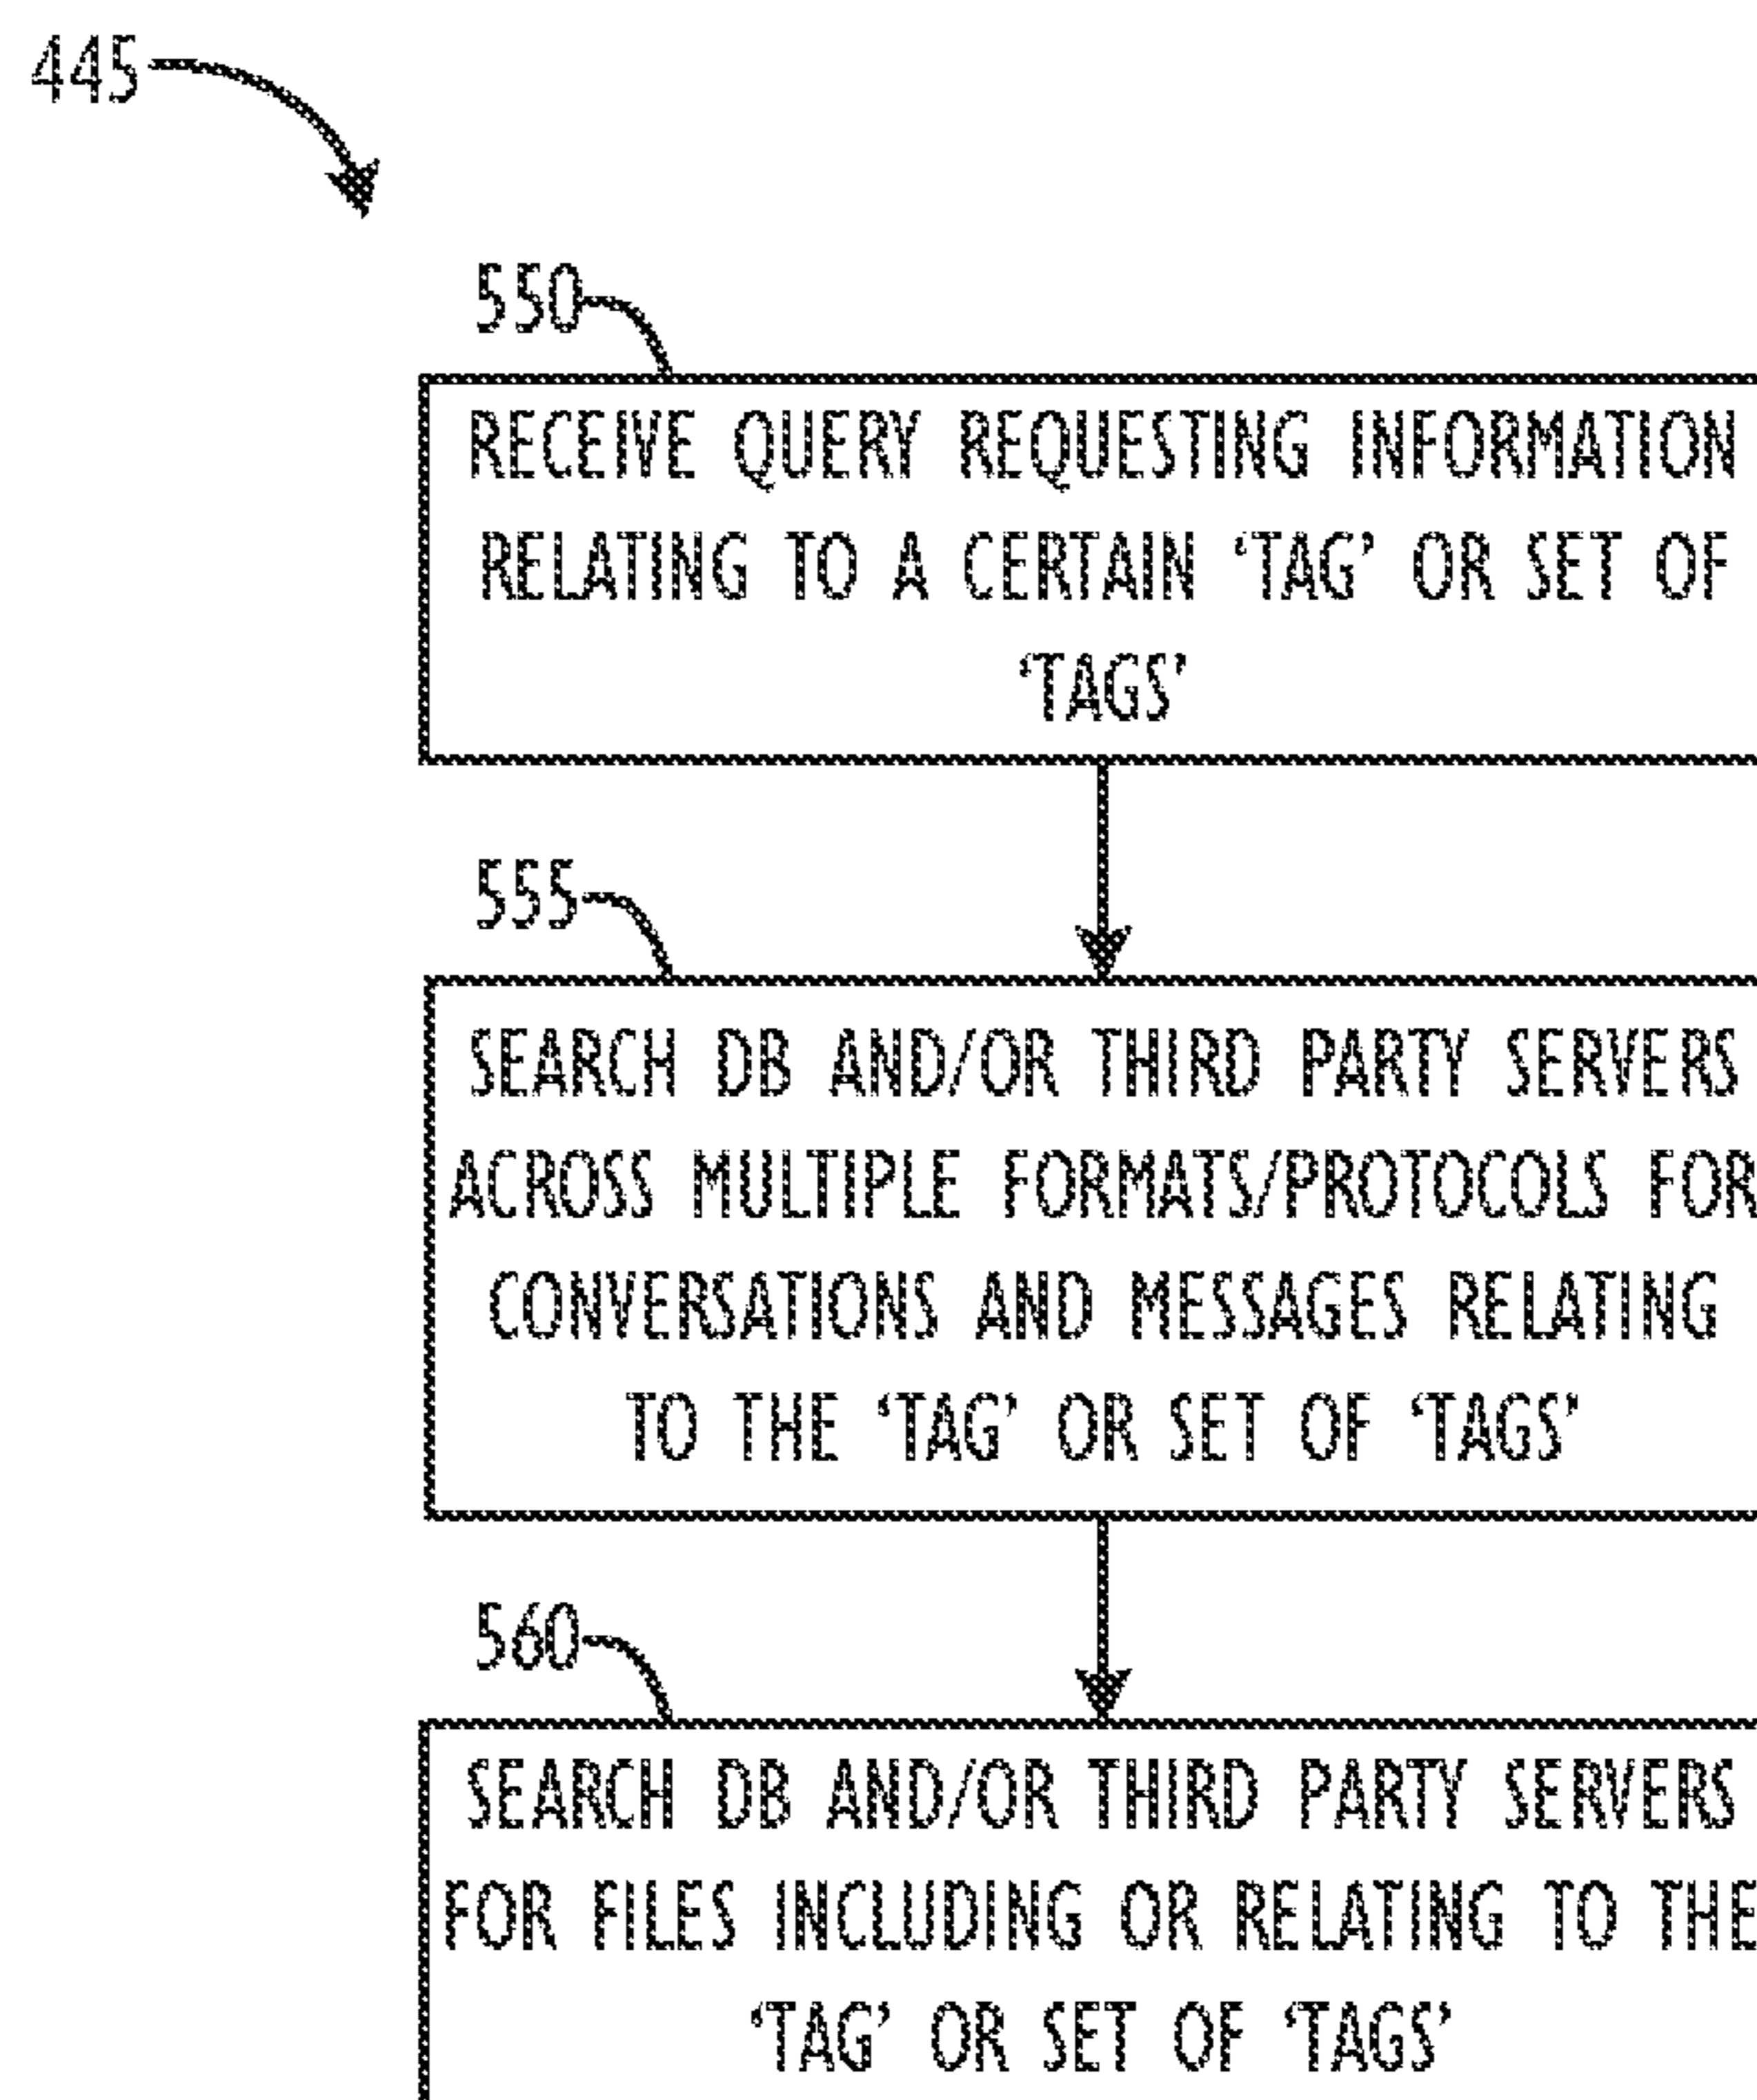 445
550
RECEIVE QUERY REQUESTING INFORMATION
RELATING TO A CERTAIN ‘TAG’ OR SET OF
‘TAGS’
555
SEARCH DB AND/OR THIRD PARTY SERVERS
ACROSS MULTIPLE FORMATS/PROTOCOLS FOR
CONVERSATIONS AND MESSAGES RELATING
TO THE ‘TAG’ OR SET OF ‘TAGS’
560
SEARCH DB AND/OR THIRD PARTY SERVERS
FOR FILES INCLUDING OR RELATING TO THE
‘TAG’ OR SET OF ‘TAGS’